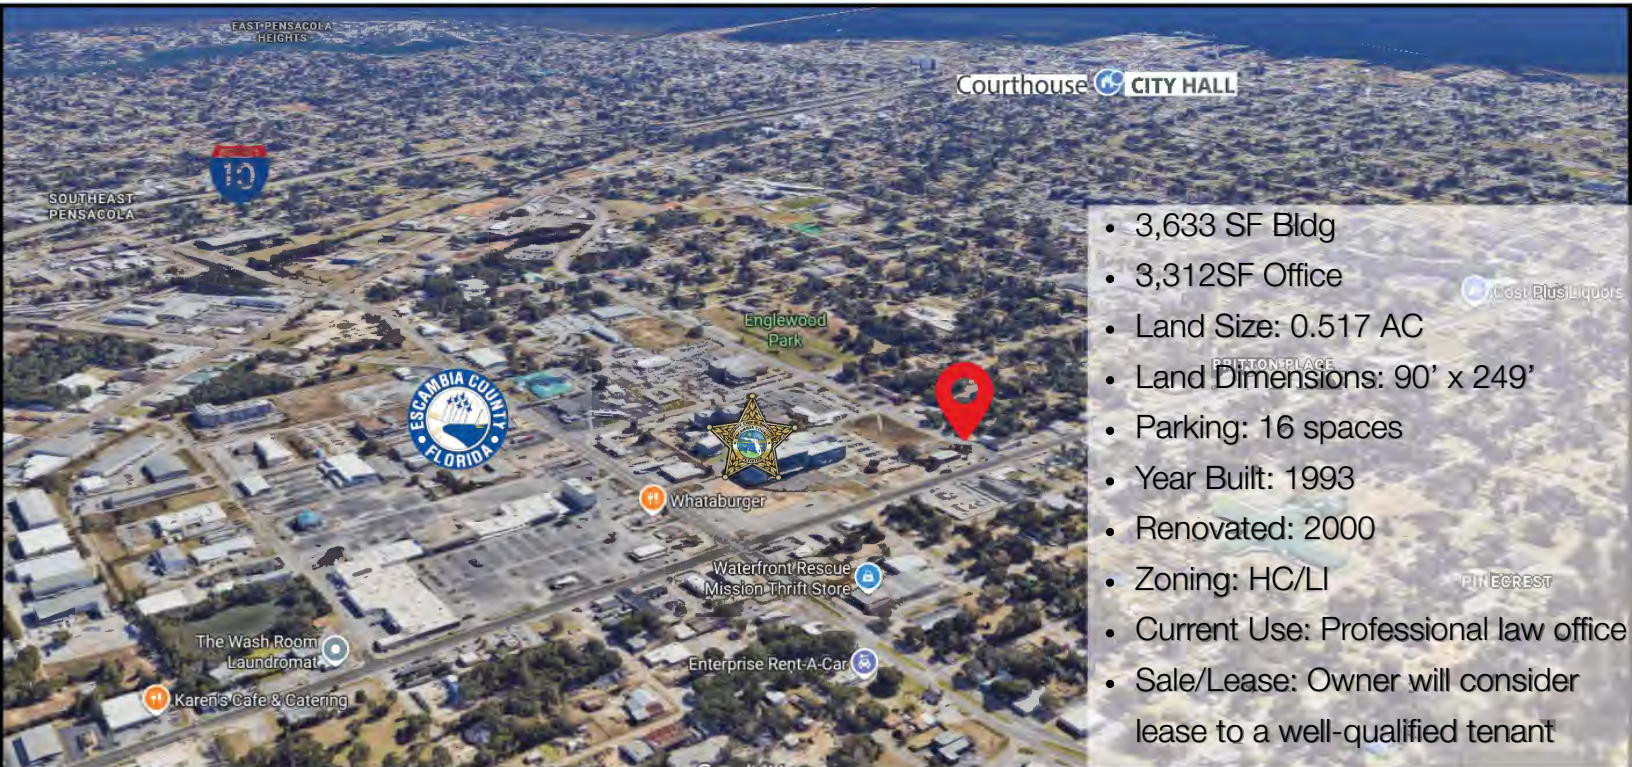 EAST PENSACOLA
HEIGHTS
Courthouse CITY HALL
10
SOUTHEAST
PENSACOLA
Englewood
Park
ESCAMBIA COUNTY
FLORIDA
Whataburger
Waterfront Rescue
Mission Thrift Store
The Wash Room
Laundromat
Enterprise Rent-A-Car
Karen's Cafe & Catering
• 3,633 SF Bldg
• 3,312SF Office
Cost Plus Liquors
• Land Size: 0.517 AC
BRITTON PLACE
• Land Dimensions: 90’ x 249’
• Parking: 16 spaces
• Year Built: 1993
• Renovated: 2000
• Zoning: HC/LI
PINECREST
• Current Use: Professional law office
• Sale/Lease: Owner will consider
lease to a well-qualified tenant